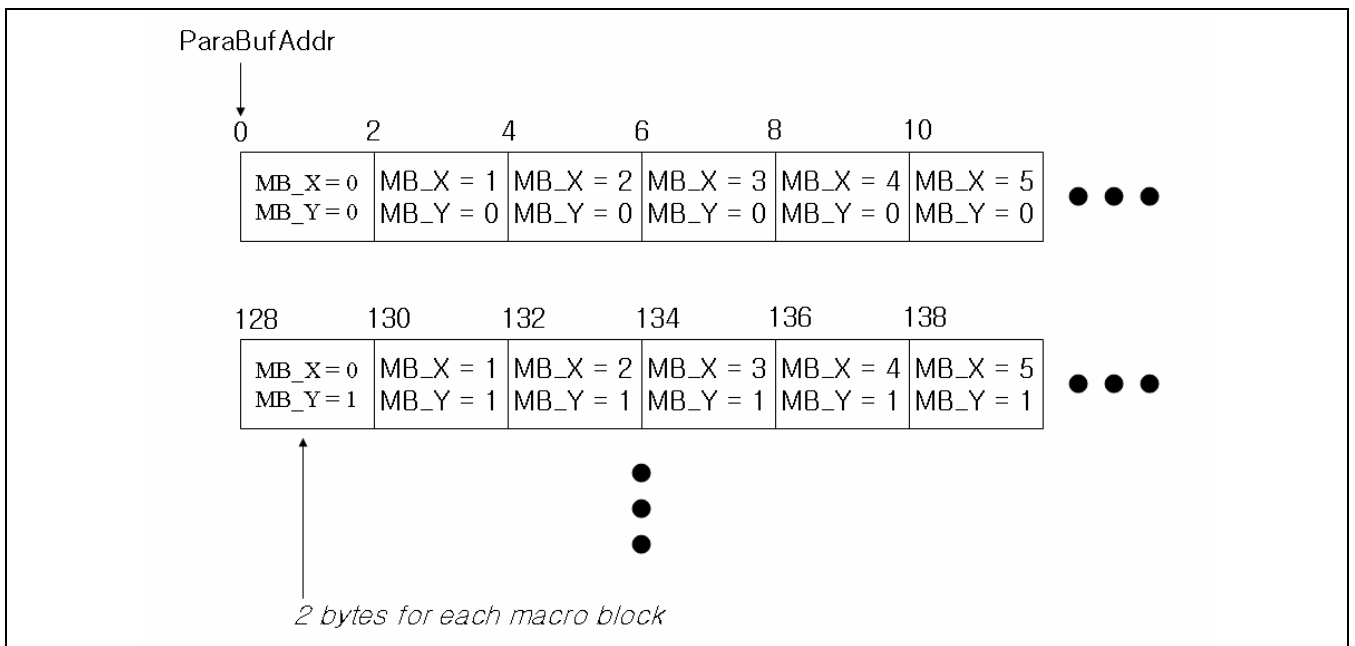 ParaBufAddr
0 2 4 6 8 10
MB_X = 0 MB_X = 1 MB_X = 2 MB_X = 3 MB_X = 4 MB_X = 5
MB_Y = 0 MB_Y = 0 MB_Y = 0 MB_Y = 0 MB_Y = 0 MB_Y = 0
128 130 132 134 136 138
MB_X = 0 MB_X = 1 MB_X = 2 MB_X = 3 MB_X = 4 MB_X = 5
MB_Y = 1 MB_Y = 1 MB_Y = 1 MB_Y = 1 MB_Y = 1 MB_Y = 1
2 bytes for each macro block